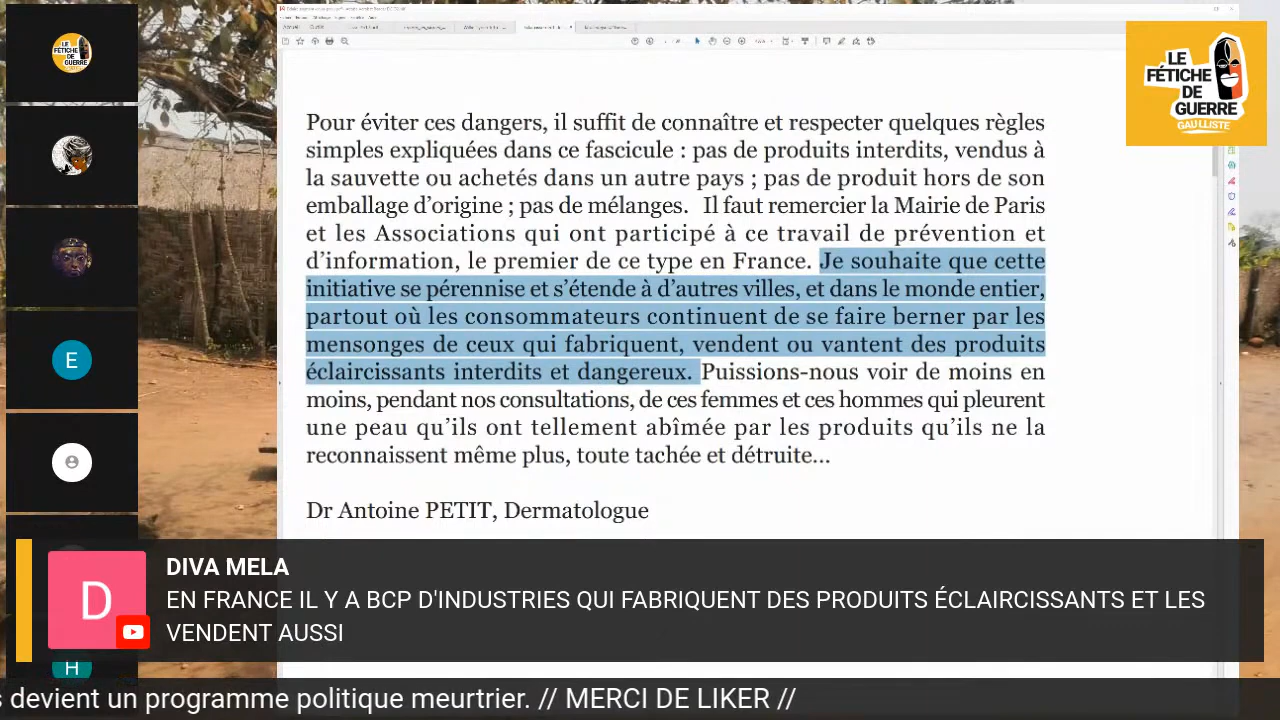 LE
FÉTICHE
DE
GUERRE
LE
FÉTICHE
DE
GUERRE
GAULLISTE
Pour éviter ces daugers, il suffit de connaître et respecter quelques règles
simples expliquées dans ce fascicule : pas de produits interdits, vendus à
la sauvette ou achetés dans un autre pays ; pas de produit hors de son
emballage d'origine ; pas de mélanges. Il faut remercier la Mairie de Paris
et les Associations qui ont participé à ce travail de prévention et
d'information, le premier de ce type en France. Je souhaite que cette
initiative se pérennise et s'étende à d'autres villes, et dans le monde entier,
partout où les consommateurs continuent de se faire berner par les
mensonges de ceux qui fabriquent, vendent ou vantent des produits
éclaircissants interdits et dangereux. Puissions-nous voir de moins en
moins, pendant nos consultations, de ces femmes et ces hommes qui pleurent
une peau qu'ils ont tellement abîmée par les produits qu'ils ne la
reconnaissent même plus, toute tachée et détruite...
Dr Antoine PETIT, Dermatologue
E
D
DIVA MELA
EN FRANCE IL Y A BCP D'INDUSTRIES QUI FABRIQUENT DES PRODUITS ÉCLAIRCISSANTS ET LES
VENDENT AUSSI
H
s devient un programme politique meurtrier. // MERCI DE LIKER //